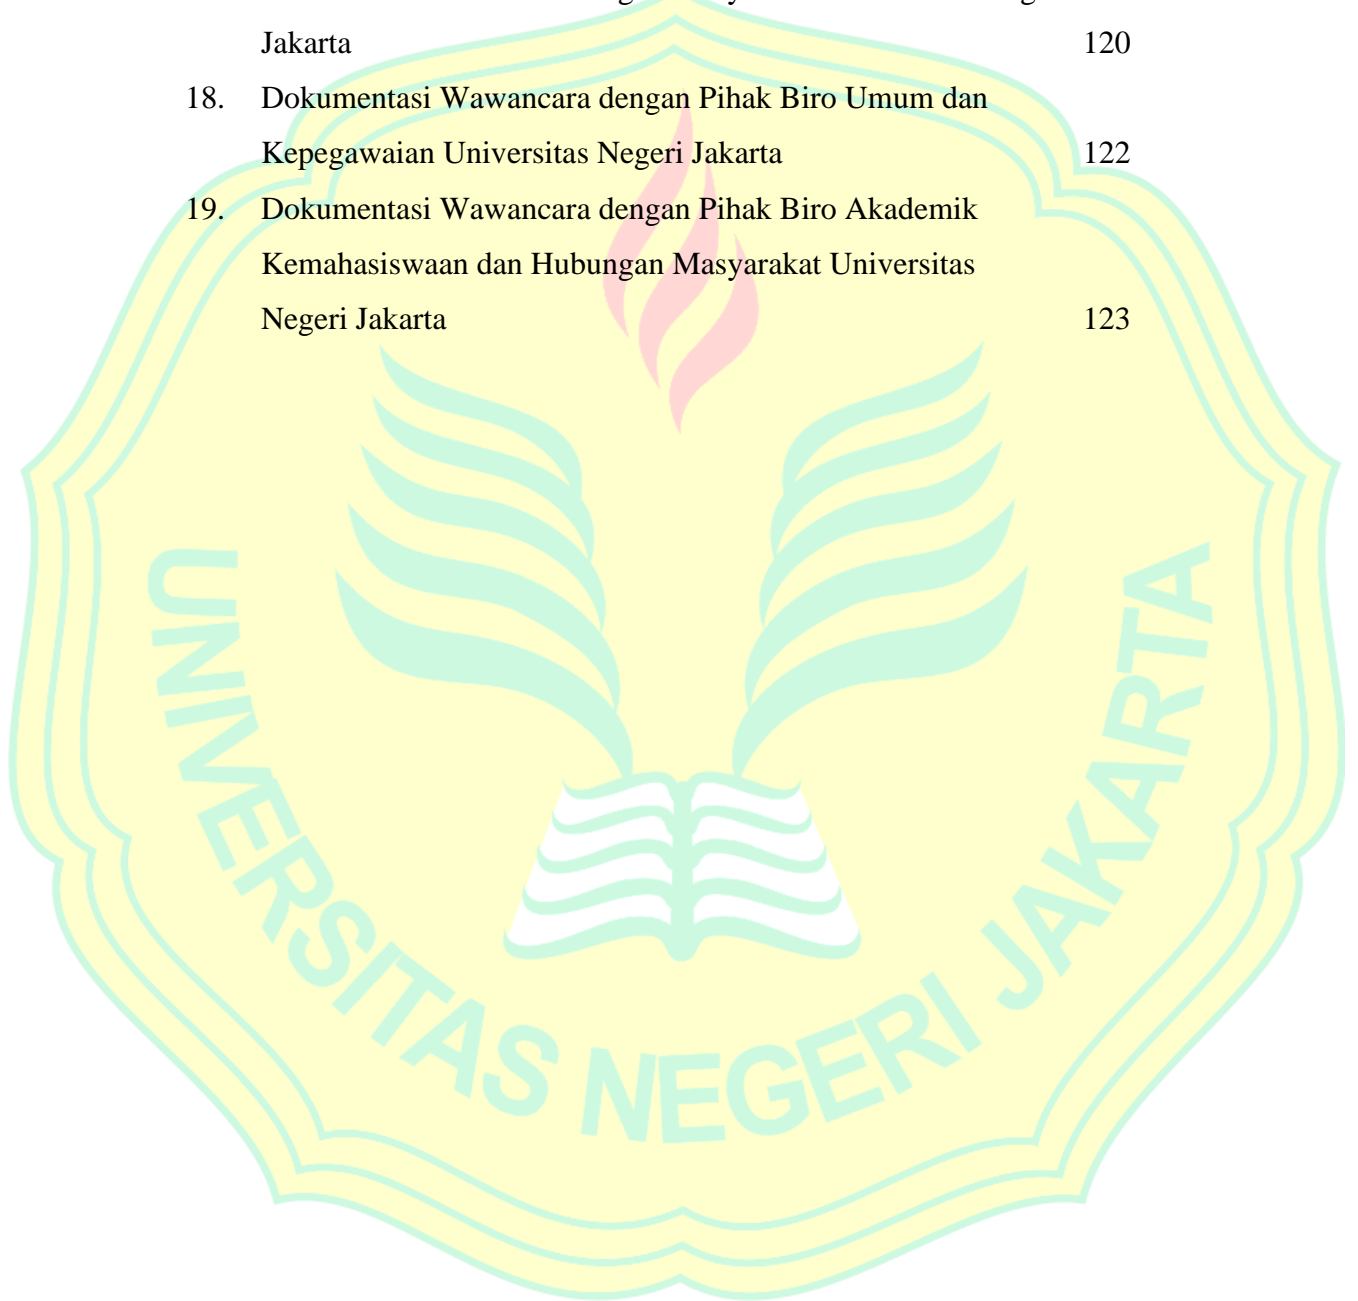 Jakarta 120
18. Dokumentasi Wawancara dengan Pihak Biro Umum dan
Kepegawaian Universitas Negeri Jakarta 122
19. Dokumentasi Wawancara dengan Pihak Biro Akademik
Kemahasiswaan dan Hubungan Masyarakat Universitas
Negeri Jakarta 123
UNIVERSITAS NEGERI JAKARTA